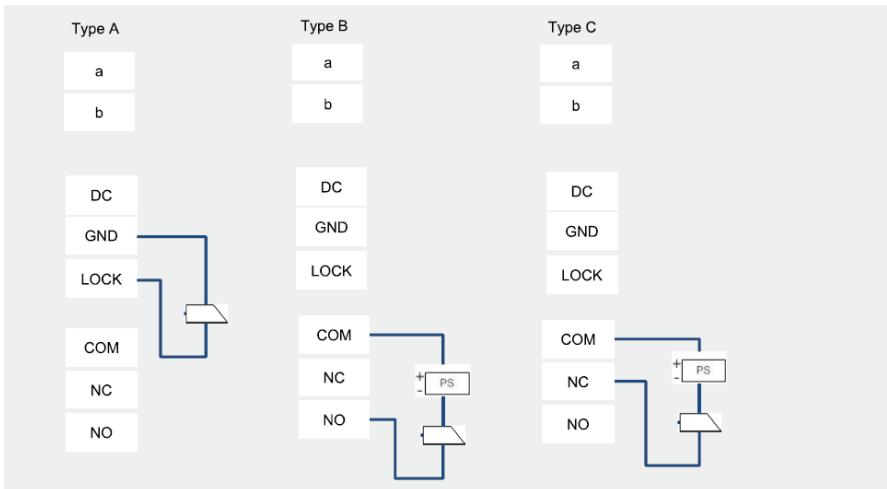 Type A
a
b
DC
GND
LOCK
COM
NC
NO
Type B
a
b
DC
GND
LOCK
COM
NC
NO
+
-
PS
Type C
a
b
DC
GND
LOCK
COM
NC
NO
+
-
PS